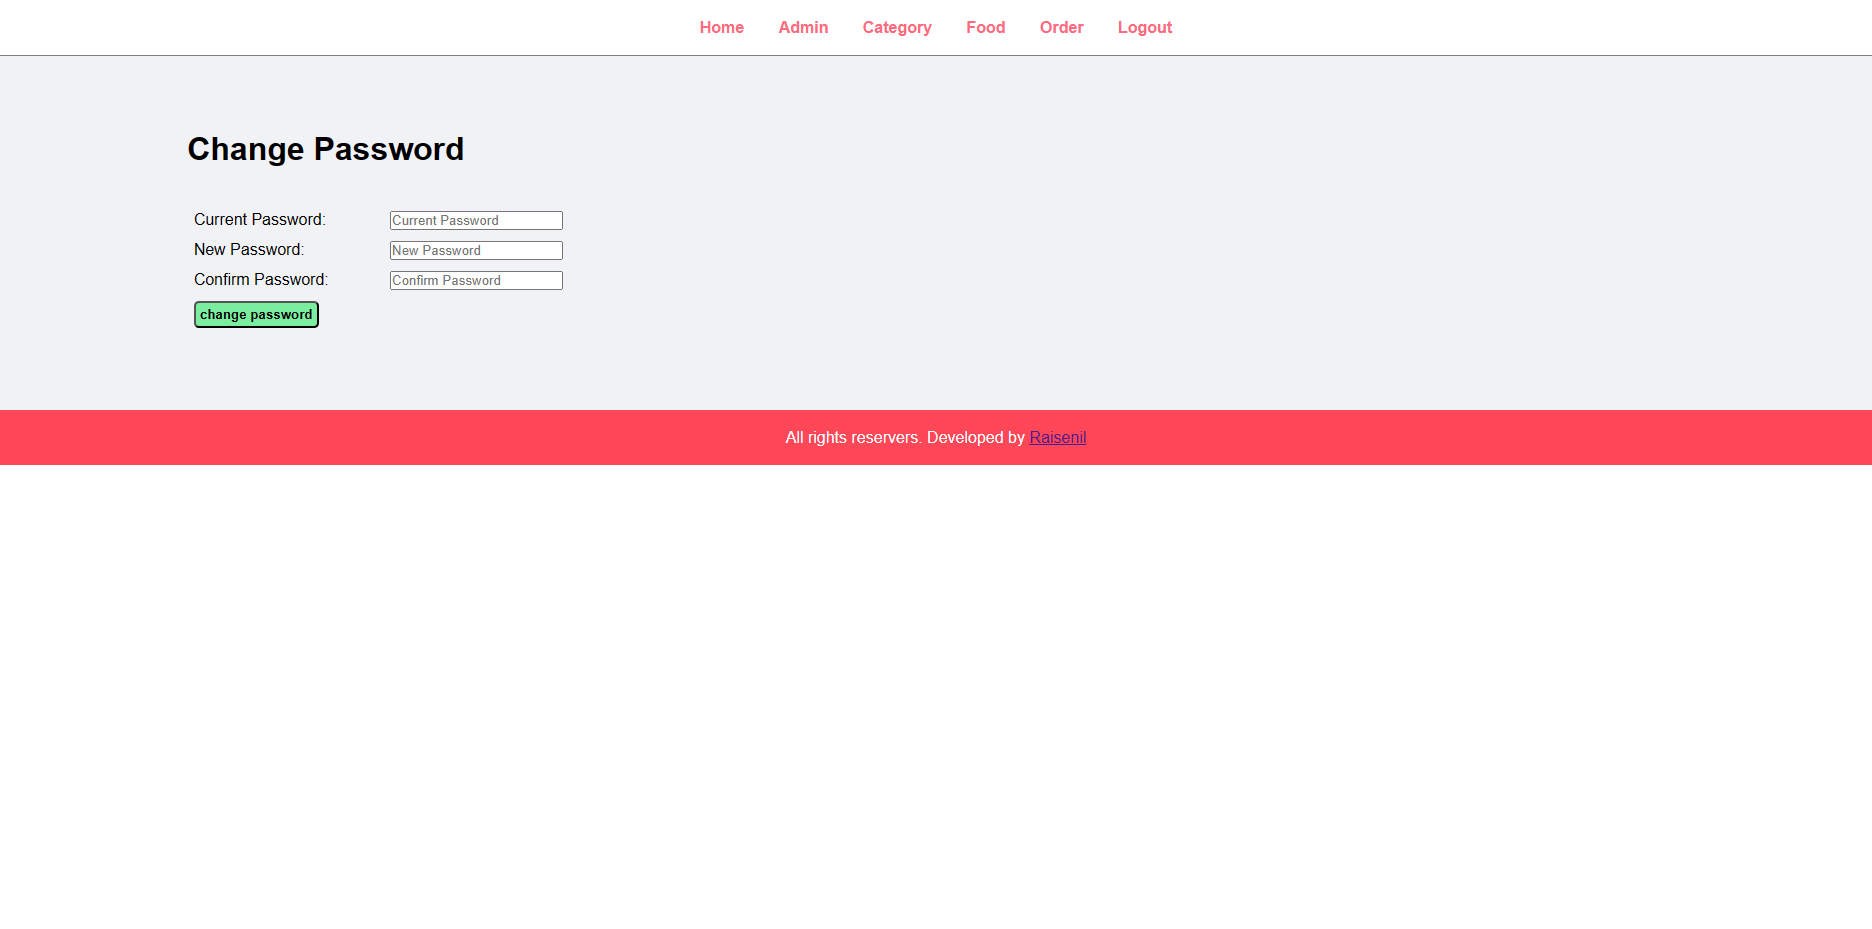 Home Admin Category Food Order Logout
Change Password
Current Password: Current Password
New Password: New Password
Confirm Password: Confirm Password
change password
All rights reservers. Developed by Raisenil